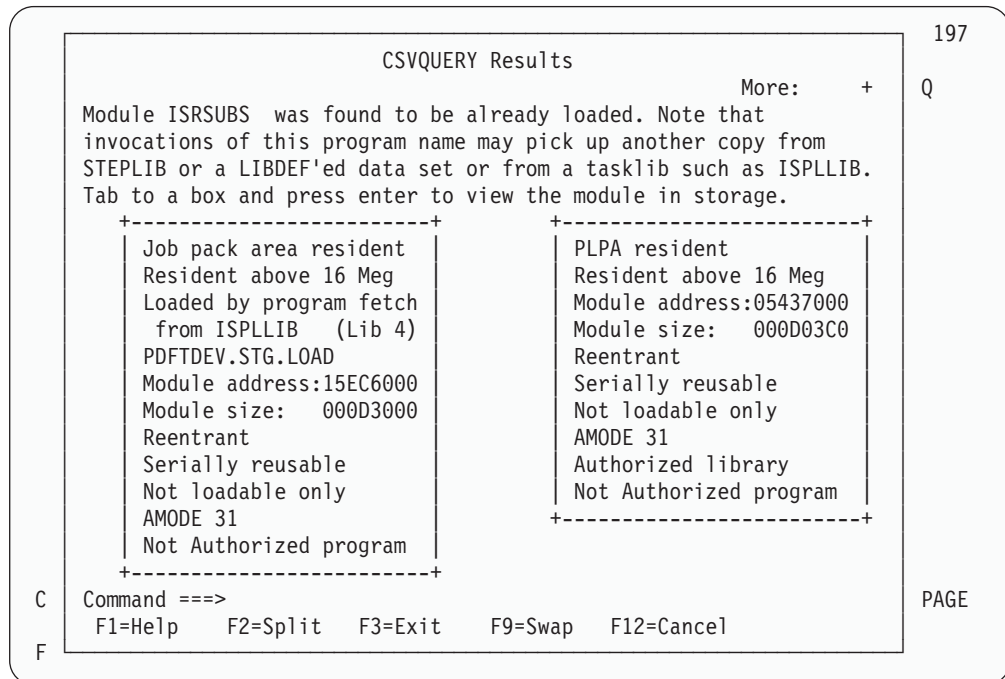 197
CSVQUERY Results
More:     +
Q
Module ISRSUBS  was found to be already loaded. Note that
invocations of this program name may pick up another copy from
STEPLIB or a LIBDEF'ed data set or from a tasklib such as ISPLLIB.
Tab to a box and press enter to view the module in storage.
+--------------------------+
| Job pack area resident   |
| Resident above 16 Meg    |
| Loaded by program fetch  |
|  from ISPLLIB   (Lib 4)  |
| PDFTDEV.STG.LOAD         |
| Module address:15EC6000  |
| Module size:   000D3000  |
| Reentrant                |
| Serially reusable        |
| Not loadable only        |
| AMODE 31                 |
| Not Authorized program   |
+--------------------------+
+--------------------------+
| PLPA resident            |
| Resident above 16 Meg    |
| Module address:05437000  |
| Module size:   000D03C0  |
| Reentrant                |
| Serially reusable        |
| Not loadable only        |
| AMODE 31                 |
| Authorized library       |
| Not Authorized program   |
+--------------------------+
C
Command ===>
PAGE
F1=Help     F2=Split   F3=Exit     F9=Swap    F12=Cancel
F